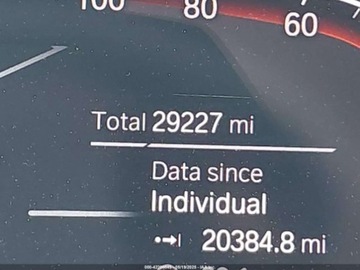 100 80 60
Total 29227 mi
Data since
Individual
20384.8 mi